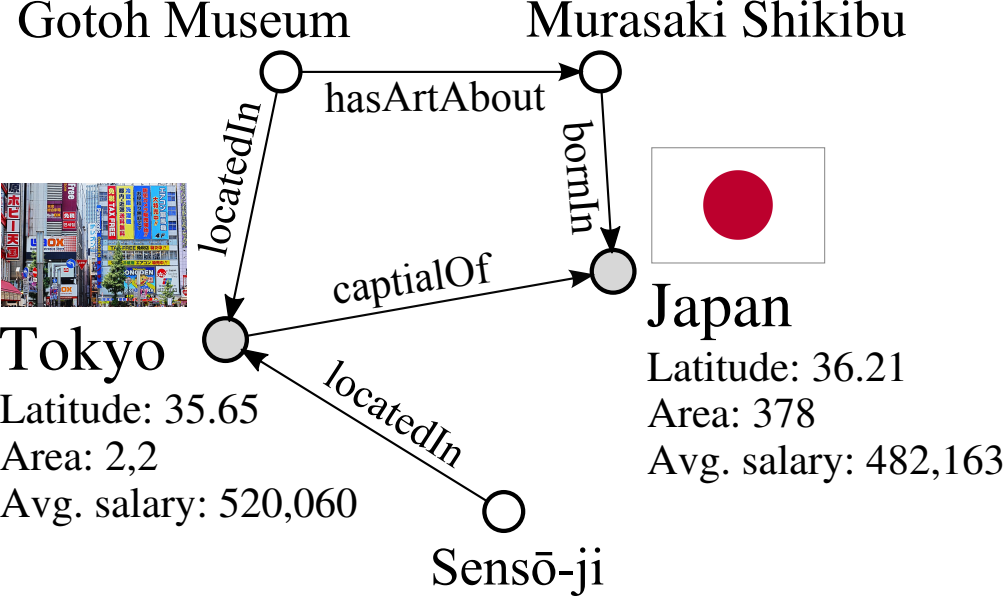 Gotoh Museum
Murasaki Shikibu
hasArtAbout
locatedIn
bornIn
captialOf
Tokyo
Latitude: 35.65
Area: 2,2
Avg. salary: 520,060
Japan
Latitude: 36.21
Area: 378
Avg. salary: 482,163
locatedIn
Sensō-ji